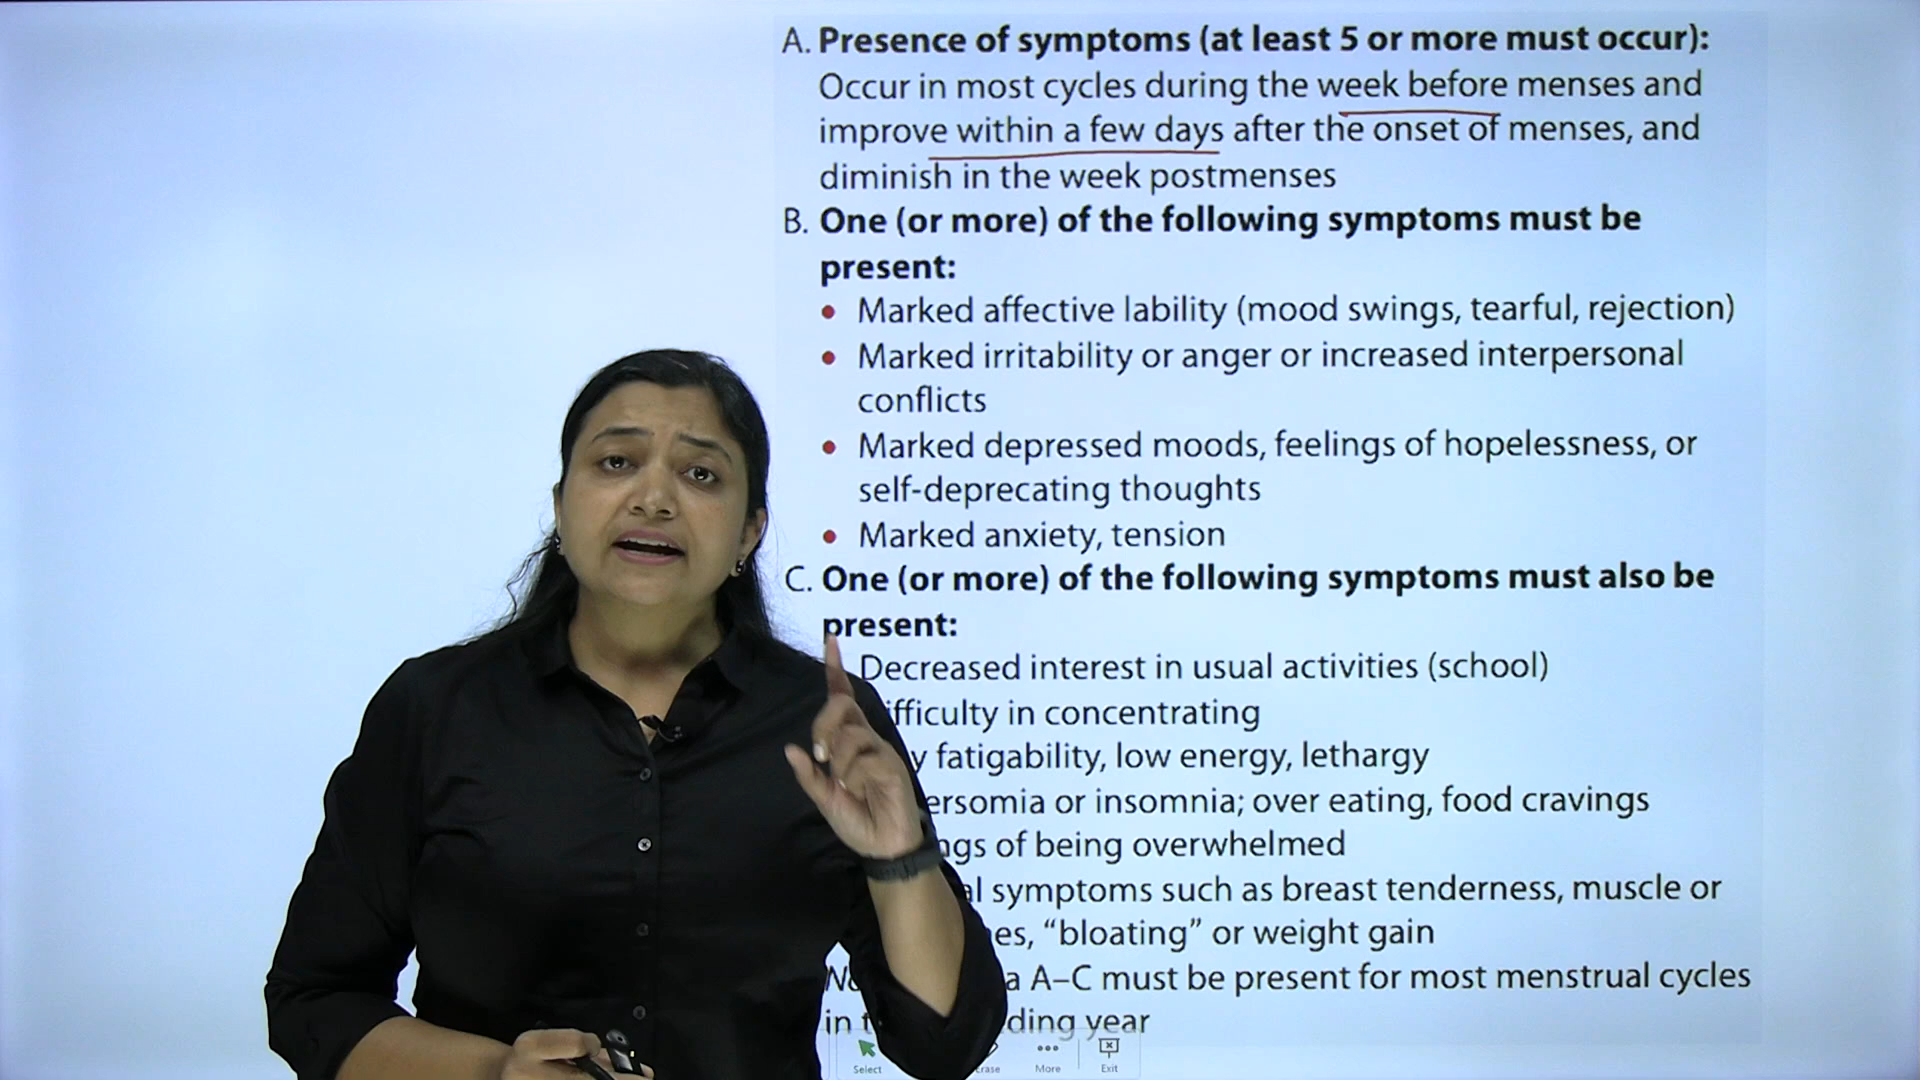 A. Presence of symptoms (at least 5 or more must occur):
Occur in most cycles during the week before menses and
improve within a few days after the onset of menses, and
diminish in the week postmenses
B. One (or more) of the following symptoms must be
present:
• Marked affective lability (mood swings, tearful, rejection)
• Marked irritability or anger or increased interpersonal
conflicts
• Marked depressed moods, feelings of hopelessness, or
self-deprecating thoughts
• Marked anxiety, tension
C. One (or more) of the following symptoms must also be
present:
Decreased interest in usual activities (school)
in concentrating
fatigability, low energy, lethargy
or insomnia; over eating, food cravings
of being overwhelmed
symptoms such as breast tenderness, muscle or
“bloating” or weight gain
A–C must be present for most menstrual cycles
in year
Select More Exit